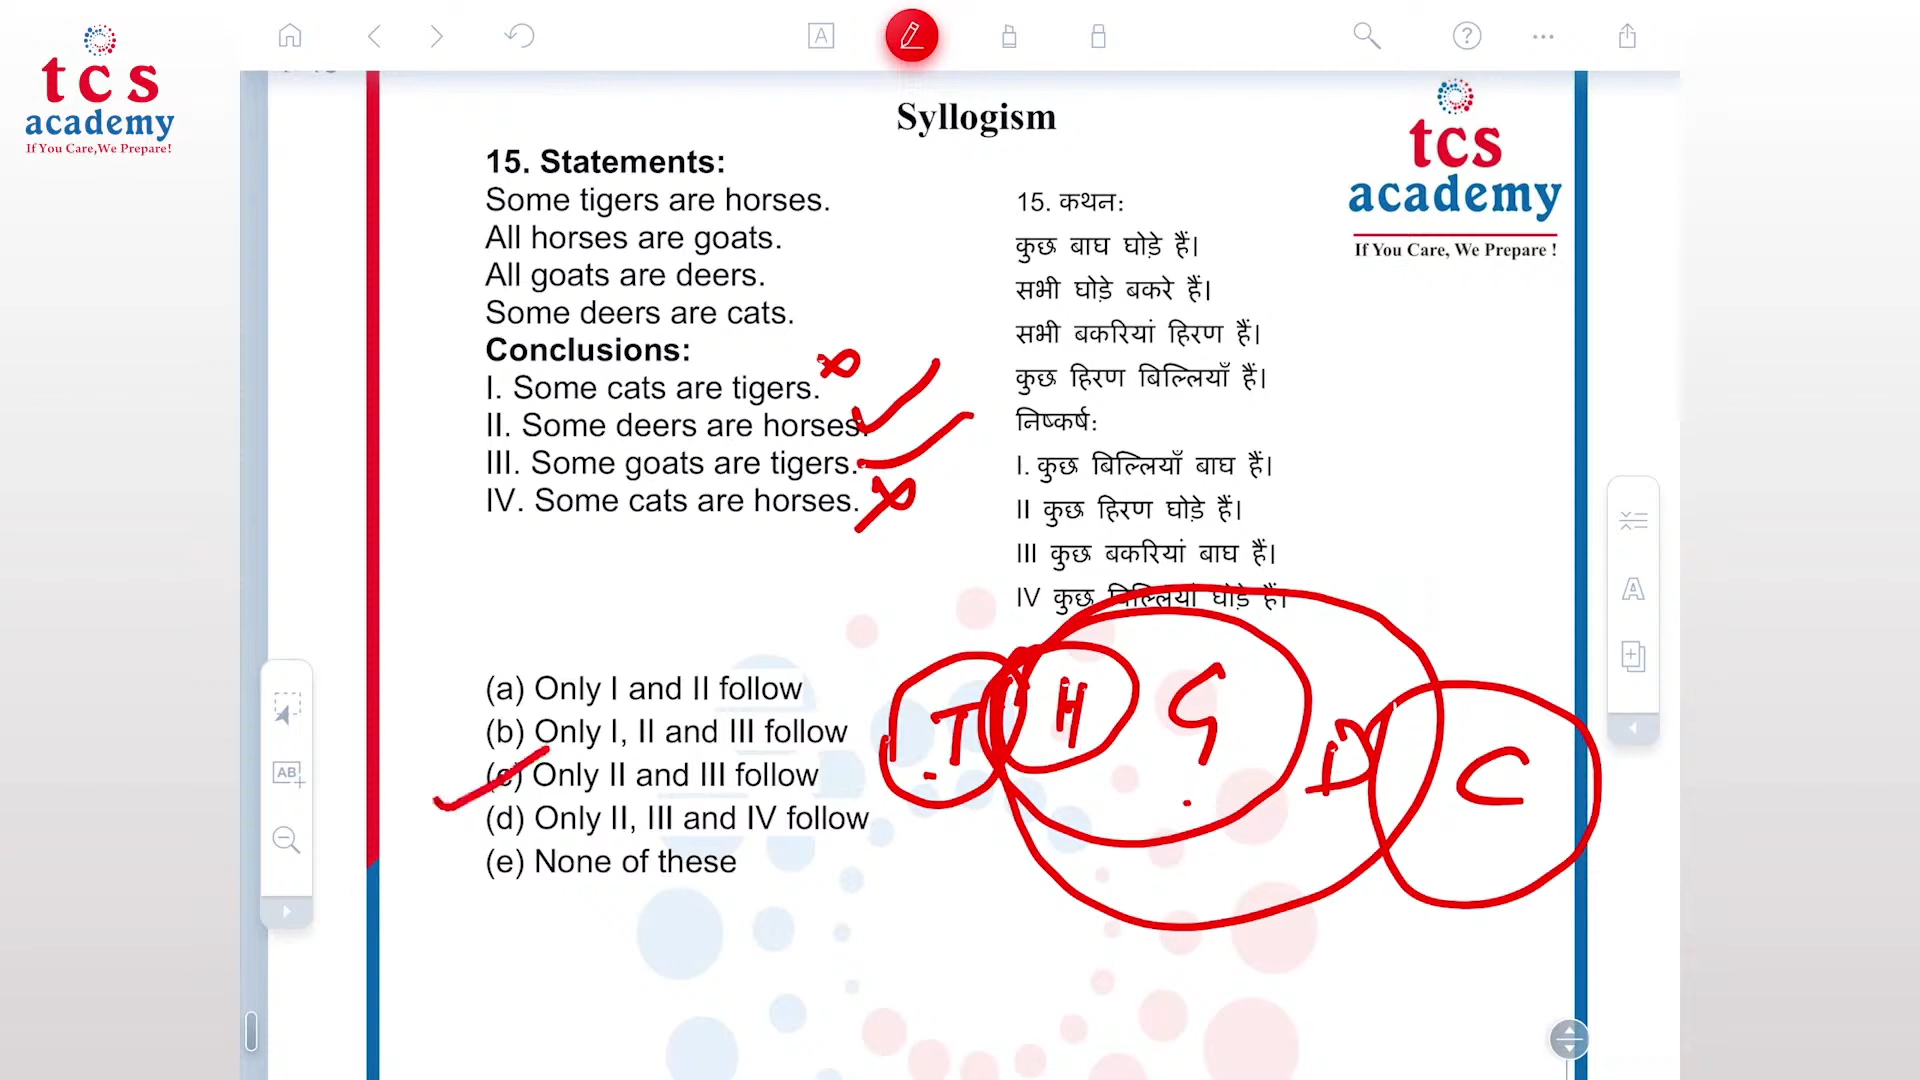 tcs
academy
If You Care,We Prepare!
A
?
Syllogism
tcs
academy
If You Care, We Prepare !
15. Statements:
Some tigers are horses.
All horses are goats.
All goats are deers.
Some deers are cats.
Conclusions:
I. Some cats are tigers.
II. Some deers are horses.
III. Some goats are tigers.
IV. Some cats are horses.
15. कथन:
कुछ बाघ घोड़े हैं।
सभी घोड़े बकरे हैं।
सभी बकरियां हिरण हैं।
कुछ हिरण बिल्लियाँ हैं।
निष्कर्ष:
I. कुछ बिल्लियाँ बाघ हैं।
II कुछ हिरण घोड़े हैं।
III कुछ बकरियां बाघ हैं।
IV कुछ बिल्लियाँ घोड़े हैं।
(a) Only I and II follow
(b) Only I, II and III follow
(c) Only II and III follow
(d) Only II, III and IV follow
(e) None of these
T H G D C
AB
A